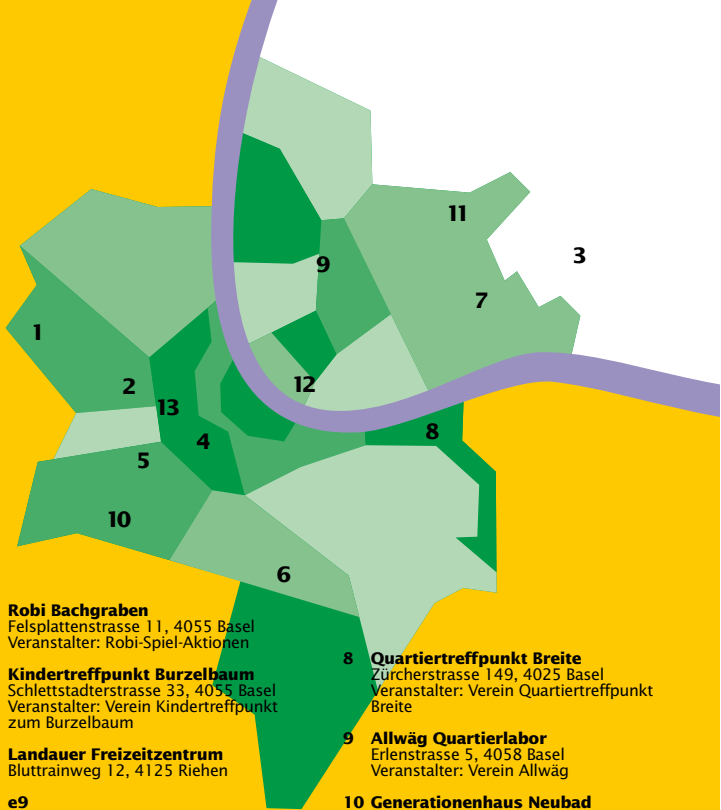 11
3
9
7
1
2
12
13
8
4
5
10
6
Robi Bachgraben
Felsplattenstrasse 11, 4055 Basel
Veranstalter: Robi-Spiel-Aktionen
Kindertreffpunkt Burzelbaum
Schlettstadterstrasse 33, 4055 Basel
Veranstalter: Verein Kindertreffpunkt
zum Burzelbaum
Landauer Freizeitzentrum
Bluttrainweg 12, 4125 Riehen
e9
8 Quartiertreffpunkt Breite
Zürcherstrasse 149, 4025 Basel
Veranstalter: Verein Quartiertreffpunkt
Breite
9 Allwäg Quartierlabor
Erlenstrasse 5, 4058 Basel
Veranstalter: Verein Allwäg
10 Generationenhaus Neubad